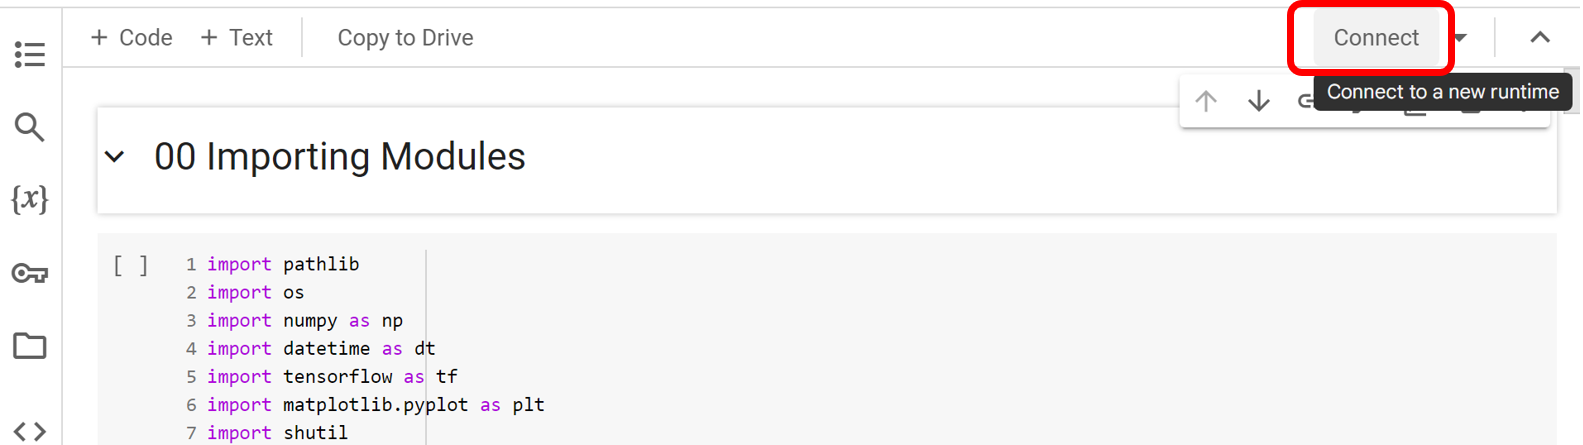 + Code + Text Copy to Drive Connect
Connect to a new runtime
00 Importing Modules
{x}
[ ] 1 import pathlib
2 import os
3 import numpy as np
4 import datetime as dt
5 import tensorflow as tf
6 import matplotlib.pyplot as plt
7 import shutil